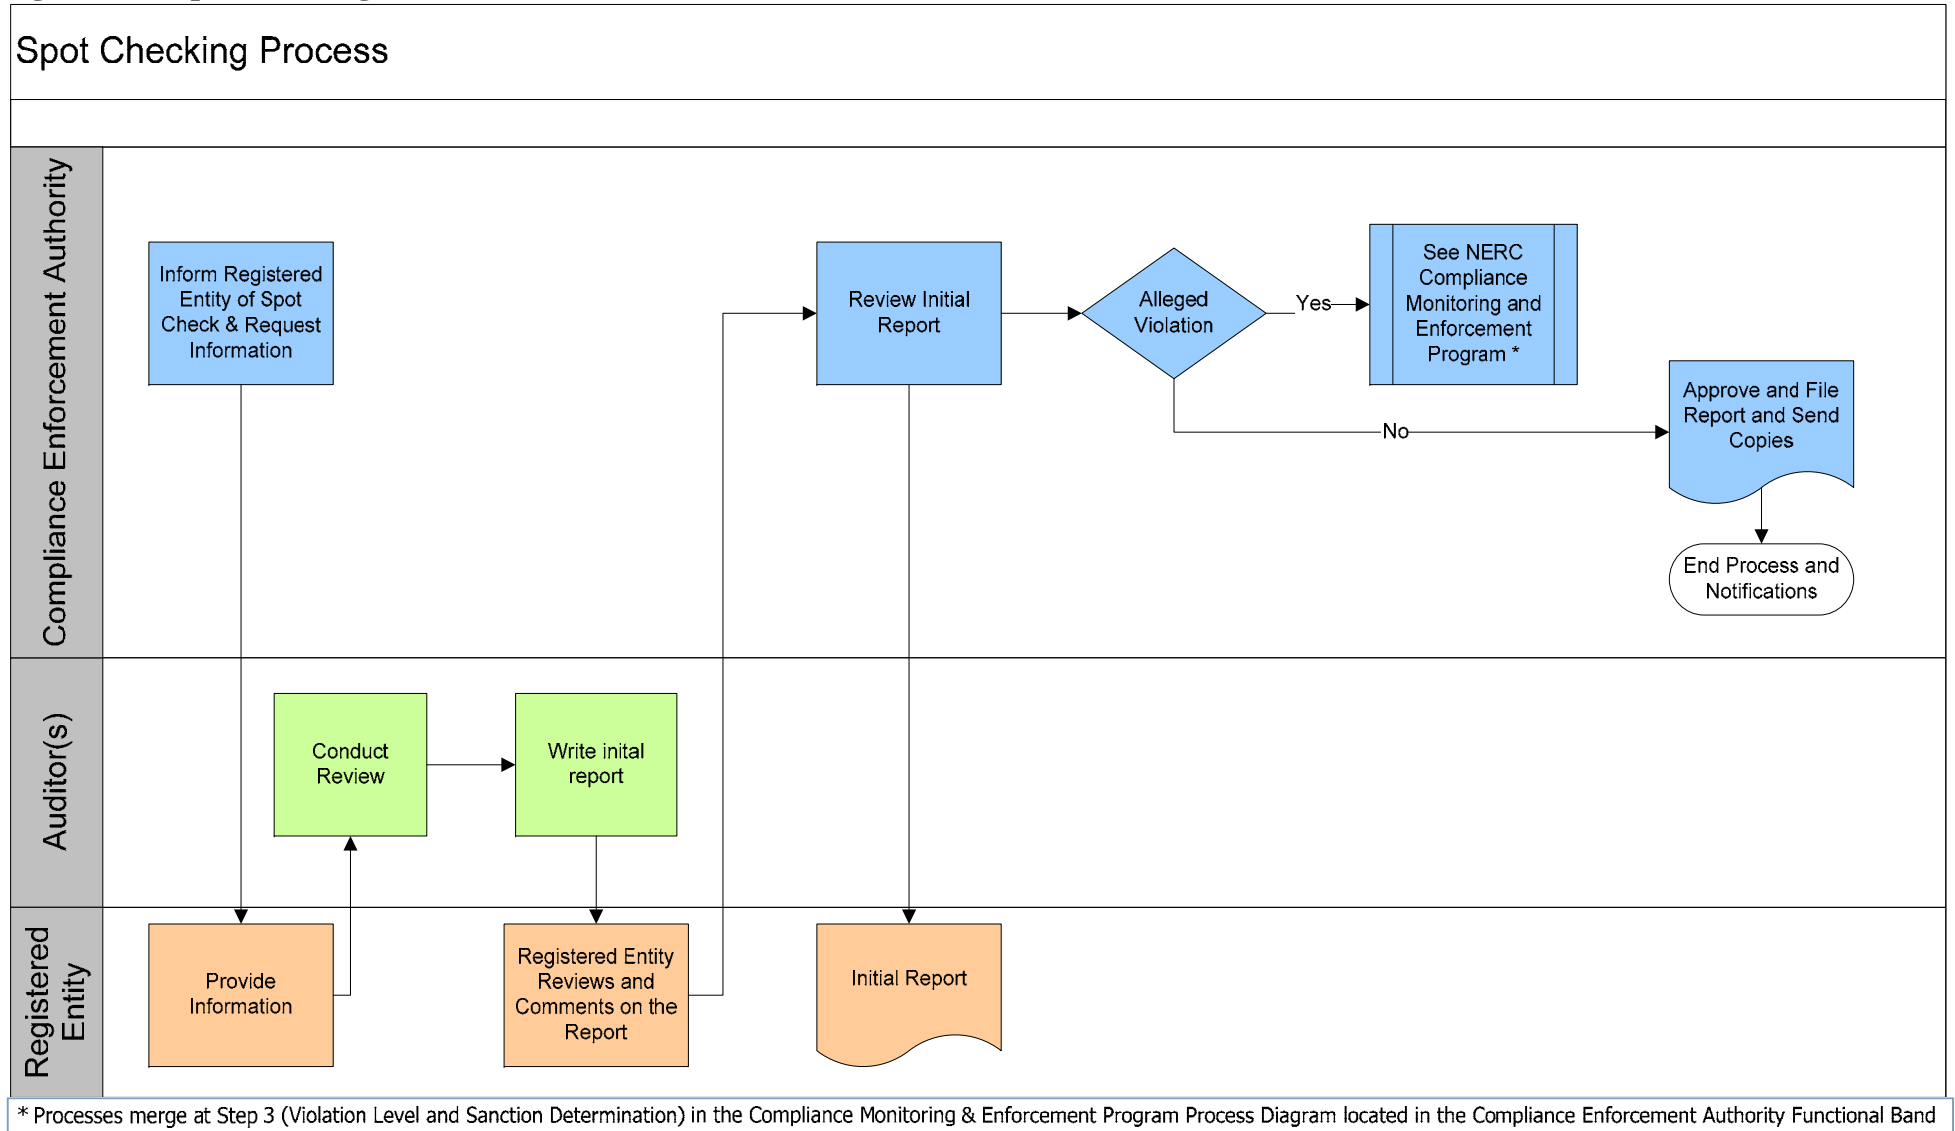 Spot Checking Process
Compliance Enforcement Authority
Inform Registered
Entity of Spot
Check & Request
Information
Review Initial
Report
Alleged
Violation
Yes
See NERC
Compliance
Monitoring and
Enforcement
Program *
No
Approve and File
Report and Send
Copies
End Process and
Notifications
Auditor(s)
Conduct
Review
Write inital
report
Registered
Entity
Provide
Information
Registered Entity
Reviews and
Comments on the
Report
Initial Report
* Processes merge at Step 3 (Violation Level and Sanction Determination) in the Compliance Monitoring & Enforcement Program Process Diagram located in the Compliance Enforcement Authority Functional Band